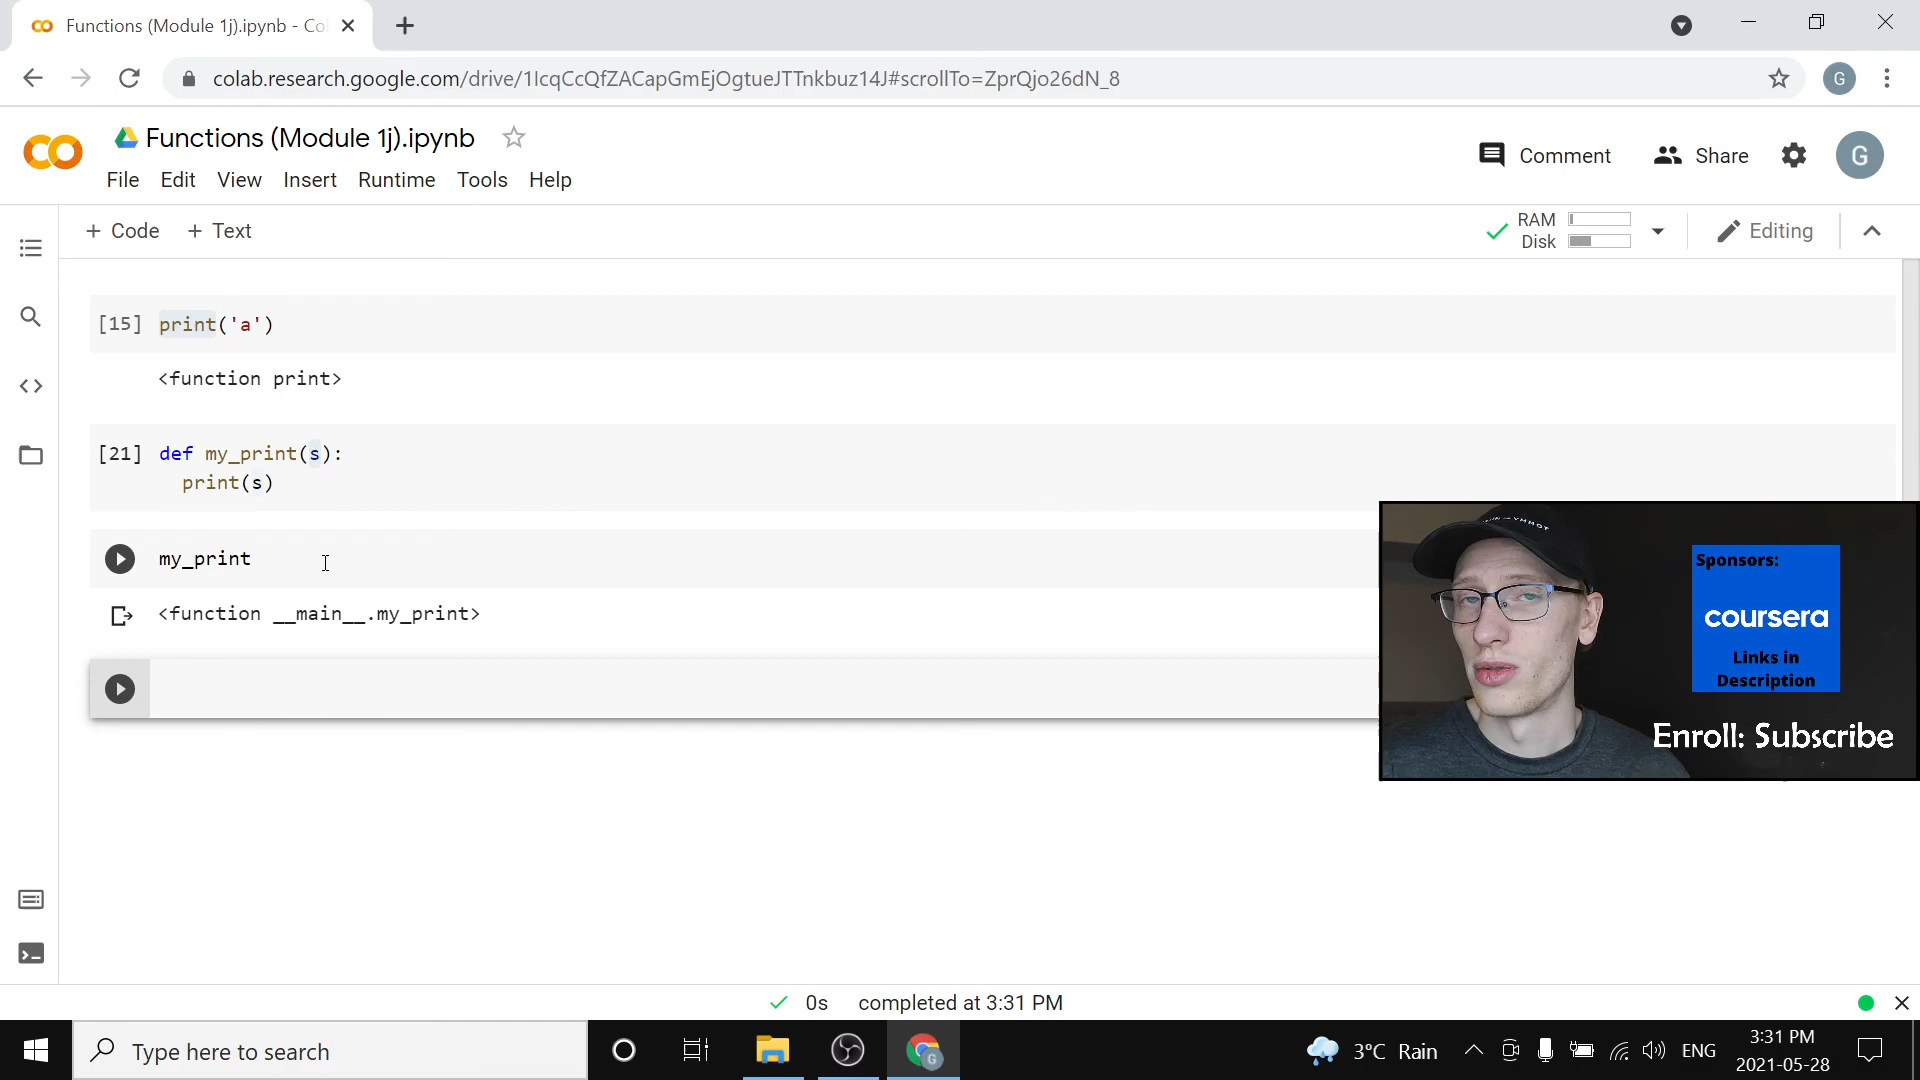 Functions (Module 1j).ipynb - Co
colab.research.google.com/drive/1IcqCcQfZACapGmEjOgtueJTTnkbuz14J#scrollTo=ZprQjo26dN_8
G
Functions (Module 1j).ipynb
Comment
Share
G
File Edit View Insert Runtime Tools Help
+ Code + Text
RAM
Disk
Editing
[15] print('a')
<function print>
[21] def my_print(s):
print(s)
my_print
<function __main__.my_print>
Sponsors:
coursera
Links in
Description
Enroll: Subscribe
0s completed at 3:31 PM
Type here to search
G
3°C Rain
ENG
3:31 PM
2021-05-28